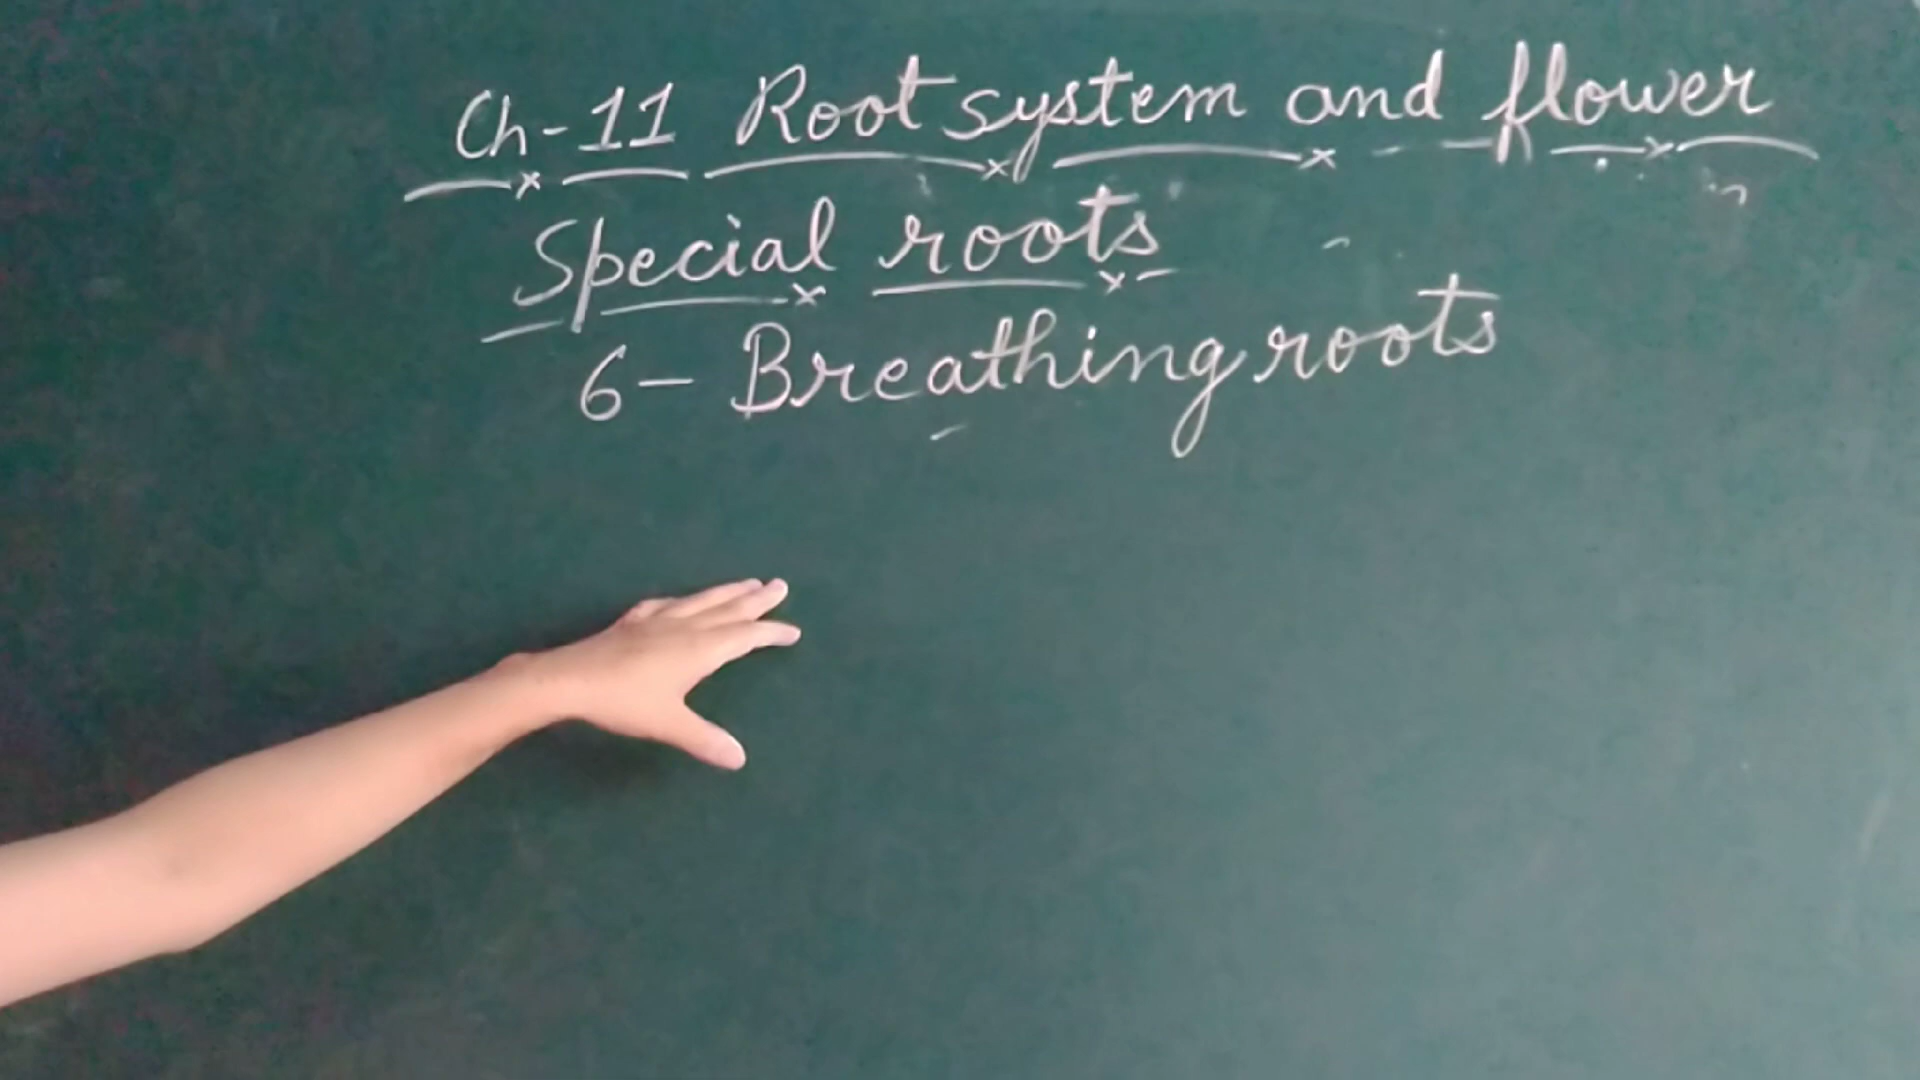 Ch-11 Root system and flower
Special roots
6- Breathing roots